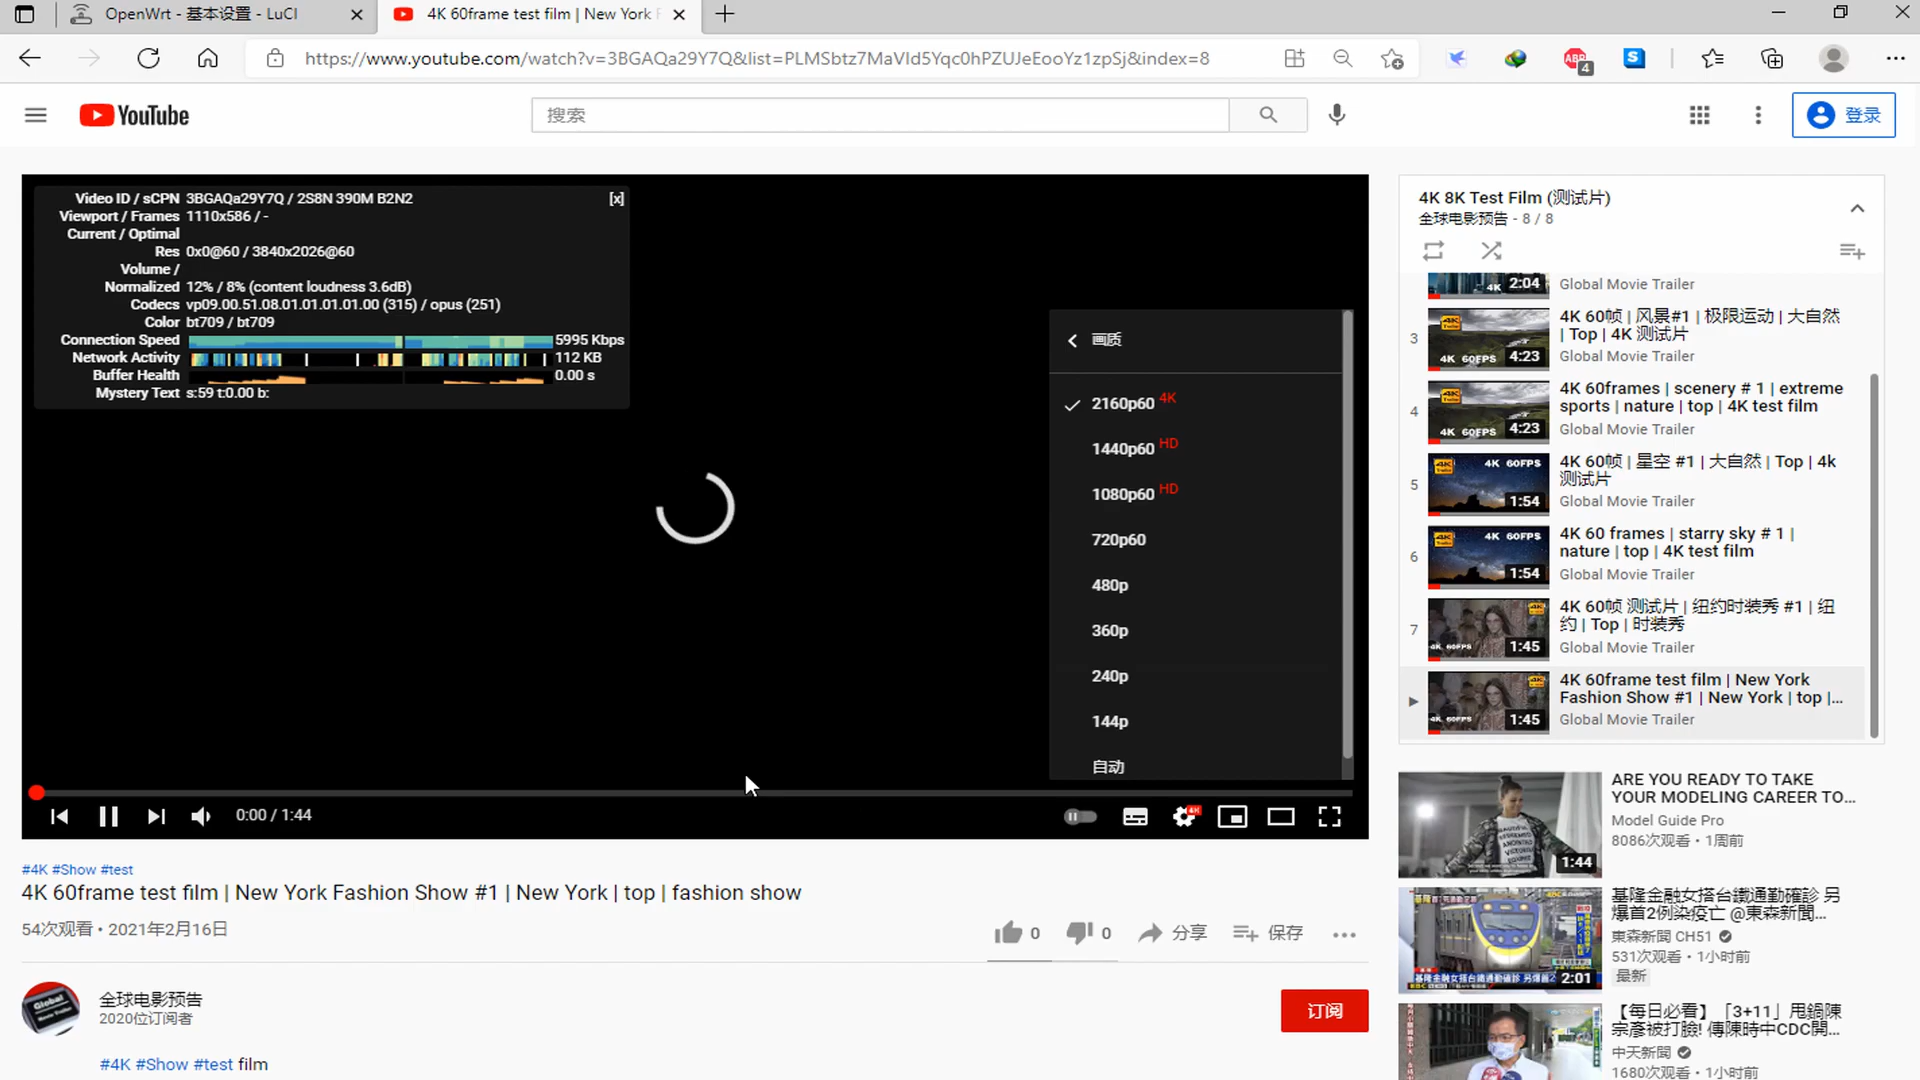 OpenWrt - 基本设置 - LuCI
4K 60frame test film | New York F
https://www.youtube.com/watch?v=3BGAQa29Y7Q&list=PLMSbtz7MaVId5Yqc0hPZUJeEooYz1zpSj&index=8
ABP
4
S
YouTube
搜索
登录
Video ID / sCPN 3BGAQa29Y7Q / 2S8N 390M B2N2
[x]
Viewport / Frames 1110x586 / -
Current / Optimal
Res 0x0@60 / 3840x2026@60
Volume /
Normalized 12% / 8% (content loudness 3.6dB)
Codecs vp09.00.51.08.01.01.01.01.00 (315) / opus (251)
Color bt709 / bt709
Connection Speed 5995 Kbps
Network Activity 112 KB
Buffer Health 0.00 s
Mystery Text s:59 t:0.00 b:
画质
2160p60 4K
1440p60 HD
1080p60 HD
720p60
480p
360p
240p
144p
自动
0:00 / 1:44
4K
#4K #Show #test
4K 60frame test film | New York Fashion Show #1 | New York | top | fashion show
54次观看 • 2021年2月16日
0
0
分享
保存
全球电影预告
2020位订阅者
订阅
#4K #Show #test film
4K 8K Test Film (测试片)
全球电影预告 - 8 / 8
4K 2:04
Global Movie Trailer
3
4K 60FPS 4:23
4K 60帧 | 风景#1 | 极限运动 | 大自然
| Top | 4K 测试片
Global Movie Trailer
4
4K 60FPS 4:23
4K 60frames | scenery # 1 | extreme
sports | nature | top | 4K test film
Global Movie Trailer
5
4K 60FPS
1:54
4K 60帧 | 星空 #1 | 大自然 | Top | 4k
测试片
Global Movie Trailer
6
4K 60FPS
1:54
4K 60 frames | starry sky # 1 |
nature | top | 4K test film
Global Movie Trailer
7
4K 60FPS 1:45
4K 60帧 测试片 | 纽约时装秀 #1 | 纽
约 | Top | 时装秀
Global Movie Trailer
4K 60FPS 1:45
4K 60frame test film | New York
Fashion Show #1 | New York | top |...
Global Movie Trailer
1:44
ARE YOU READY TO TAKE
YOUR MODELING CAREER TO...
Model Guide Pro
8086次观看 • 1周前
2:01
基隆金融女搭台鐵通勤確診 另
爆首2例染疫亡 @東森新聞...
東森新聞 CH51
531次观看 • 1小时前
最新
【每日必看】「3+11」甩鍋陳
宗彥被打臉! 傳陳時中CDC開...
中天新聞
1680次观看 • 1小时前